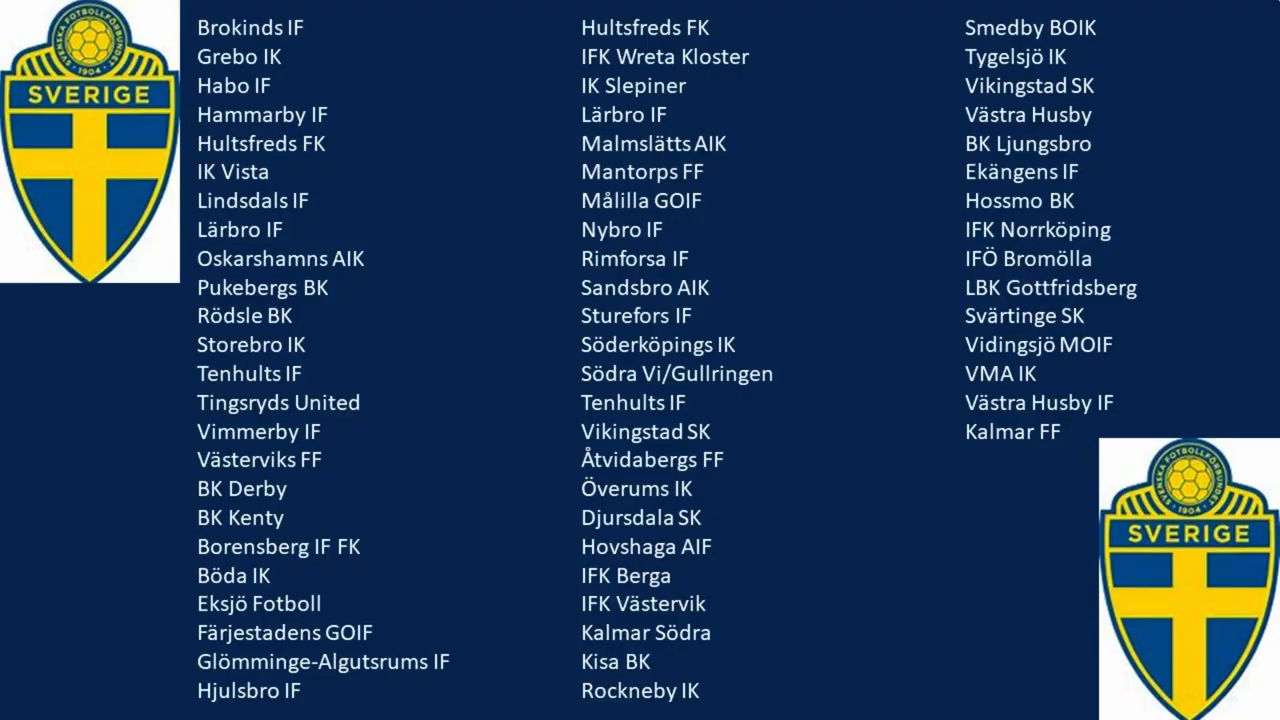 SVENSKA FOTBOLLFÖRBUNDET
1904
SVERIGE
Brokinds IF
Grebo IK
Habo IF
Hammarby IF
Hultsfreds FK
IK Vista
Lindsdals IF
Lärbro IF
Oskarshamns AIK
Pukebergs BK
Rödsle BK
Storebro IK
Tenhults IF
Tingsryds United
Vimmerby IF
Västerviks FF
BK Derby
BK Kenty
Borensberg IF FK
Böda IK
Eksjö Fotboll
Färjestadens GOIF
Glömminge-Algutsrums IF
Hjulsbro IF
Hultsfreds FK
IFK Wreta Kloster
IK Slepiner
Lärbro IF
Malmslätts AIK
Mantorps FF
Målilla GOIF
Nybro IF
Rimforsa IF
Sandsbro AIK
Sturefors IF
Söderköpings IK
Södra Vi/Gullringen
Tenhults IF
Vikingstad SK
Åtvidabergs FF
Överums IK
Djursdala SK
Hovshaga AIF
IFK Berga
IFK Västervik
Kalmar Södra
Kisa BK
Rockneby IK
Smedby BOIK
Tygelsjö IK
Vikingstad SK
Västra Husby
BK Ljungsbro
Ekängens IF
Hossmo BK
IFK Norrköping
IFÖ Bromölla
LBK Gottfridsberg
Svärtinge SK
Vidingsjö MOIF
VMA IK
Västra Husby IF
Kalmar FF
SVENSKA FOTBOLLFÖRBUNDET
1904
SVERIGE